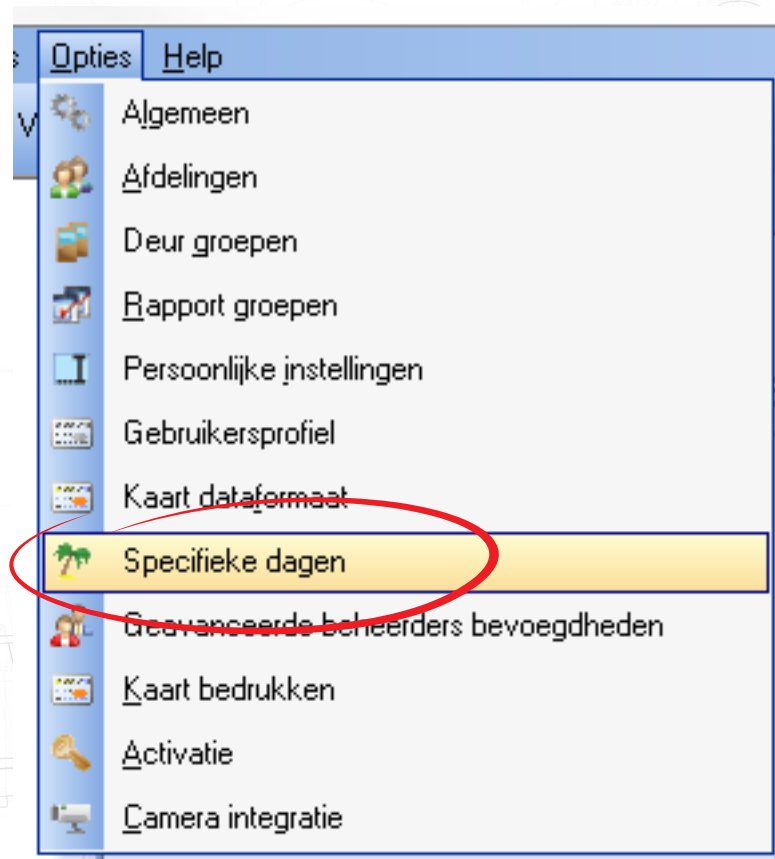 s Opties Help
V
Algemeen
Afdelingen
Deur groepen
Rapport groepen
Persoonlijke instellingen
Gebruikersprofiel
Kaart dataformaat
Specifieke dagen
Geavanceerde beheerders bevoegdheden
Kaart bedrukken
Activatie
Camera integratie